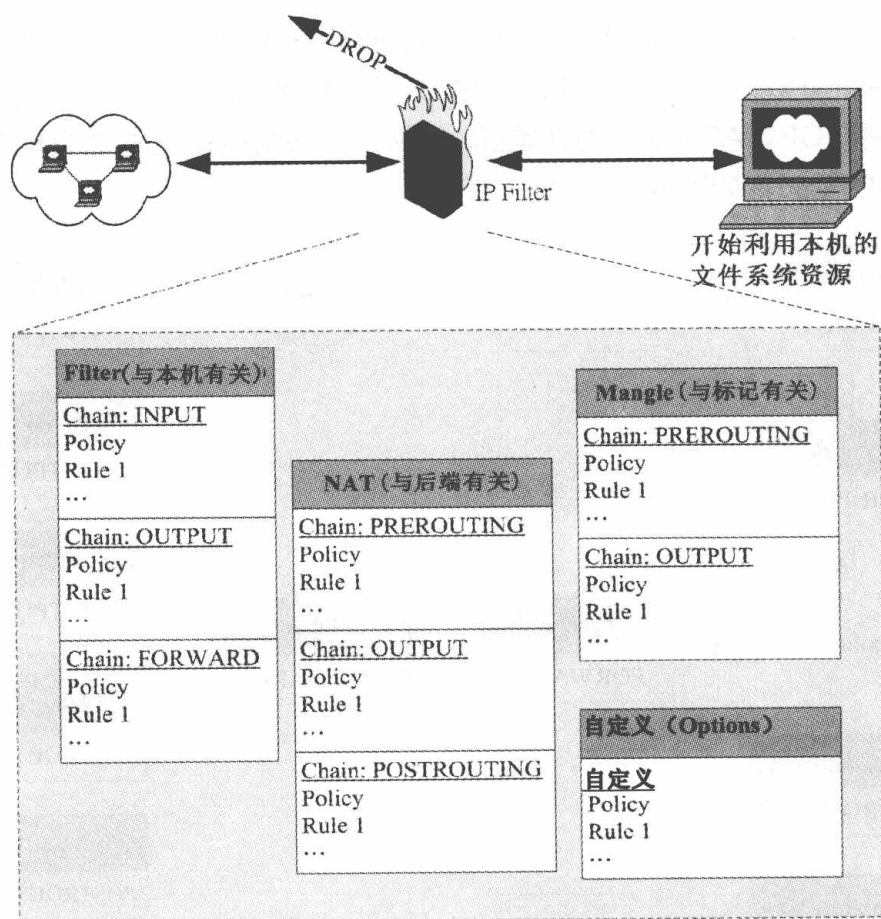 DROP
IP Filter
开始利用本机的
文件系统资源
Filter(与本机有关)
Chain: INPUT
Policy
Rule 1
…
Chain: OUTPUT
Policy
Rule 1
…
Chain: FORWARD
Policy
Rule 1
…
NAT(与后端有关)
Chain: PREROUTING
Policy
Rule 1
…
Chain: OUTPUT
Policy
Rule 1
…
Chain: POSTROUTING
Policy
Rule 1
…
Mangle(与标记有关)
Chain: PREROUTING
Policy
Rule 1
…
Chain: OUTPUT
Policy
Rule 1
…
自定义（Options）
自定义
Policy
Rule 1
…